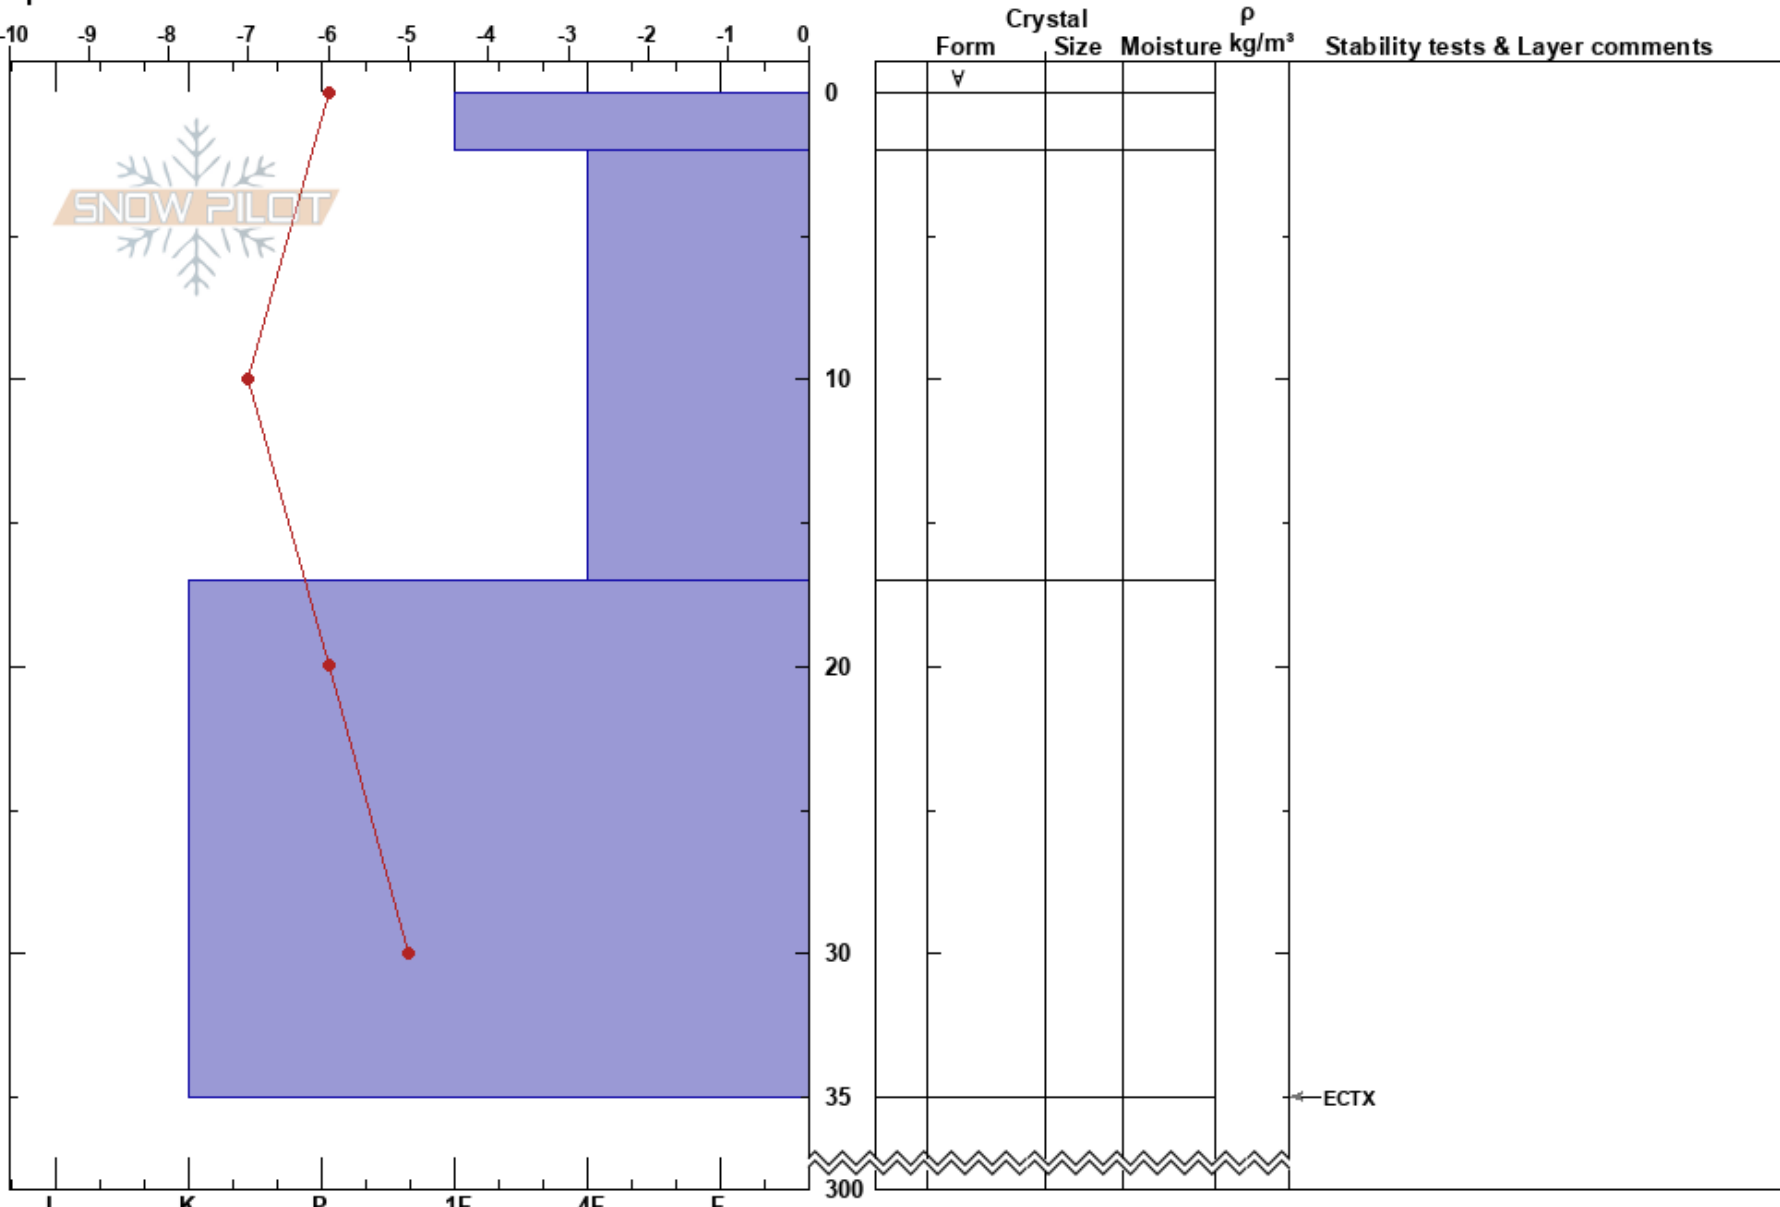 -10 -9 -8 -7 -6 -5 -4 -3 -2 -1 0
Crystal
ρ
Form Size Moisture kg/m³ Stability tests & Layer comments
0
SNOW PILOT
10
20
30
35 ECTX
300
I K P 1F 4F F